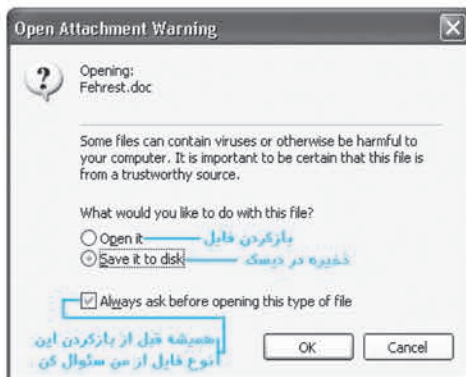 Open Attachment Warning
Opening:
Fehrest.doc
Some files can contain viruses or otherwise be harmful to
your computer. It is important to be certain that this file is
from a trustworthy source.
What would you like to do with this file?
Open it بازکردن فایل
Save it to disk ذخیره در دیسک
Always ask before opening this type of file
همیشه قبل از بازکردن این
نوع فایل از من سئوال کن
OK Cancel